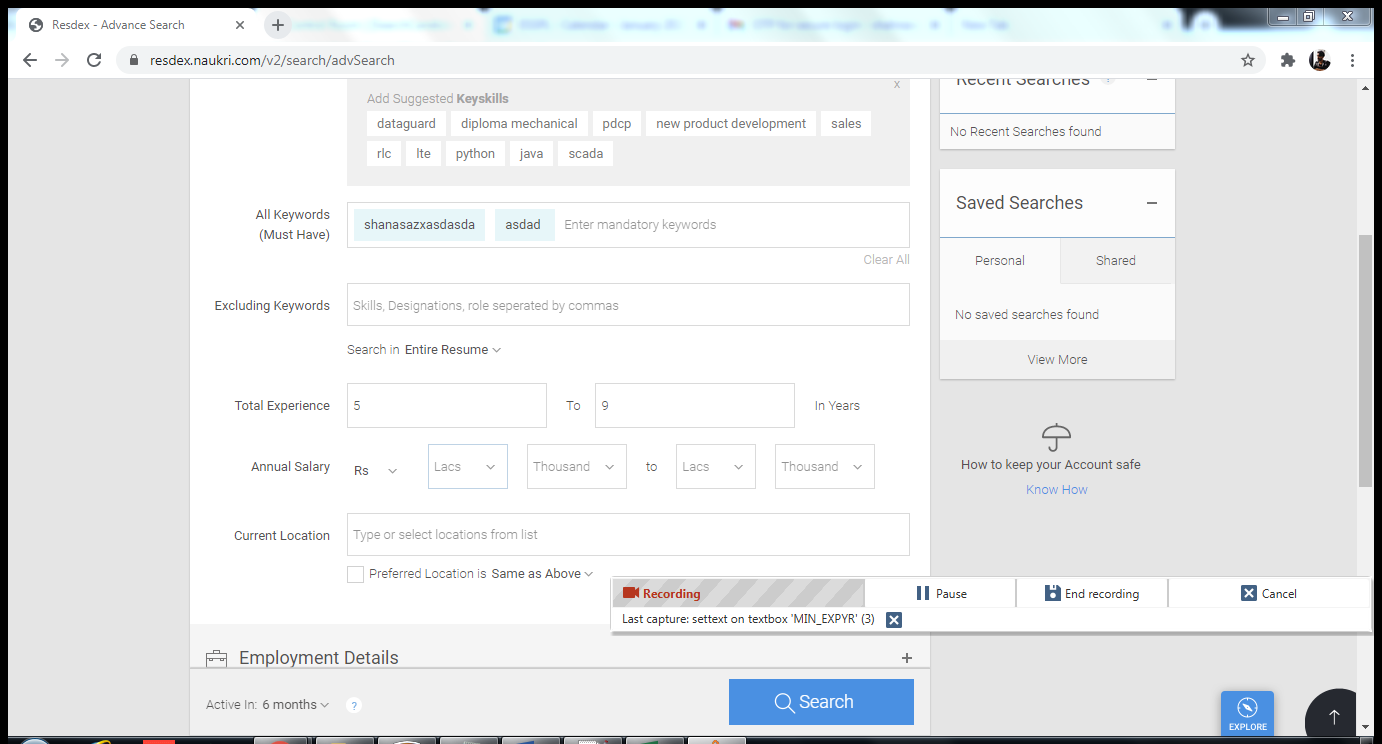 Resdex - Advance Search
resdex.naukri.com/v2/search/advSearch
Add Suggested Keyskills
x
dataguard diploma mechanical pdcp new product development sales
rlc lte python java scada
All Keywords
(Must Have)
shanasazxasdasda asdad Enter mandatory keywords
Clear All
Excluding Keywords
Skills, Designations, role seperated by commas
Search in Entire Resume
Total Experience 5 To 9 In Years
Annual Salary Rs Lacs Thousand to Lacs Thousand
Current Location Type or select locations from list
Preferred Location is Same as Above
Employment Details
Active In: 6 months ?
Search
Recent Searches
No Recent Searches found
Saved Searches
Personal Shared
No saved searches found
View More
How to keep your Account safe
Know How
Recording Pause End recording Cancel
Last capture: settext on textbox 'MIN_EXPYR' (3)
EXPLORE